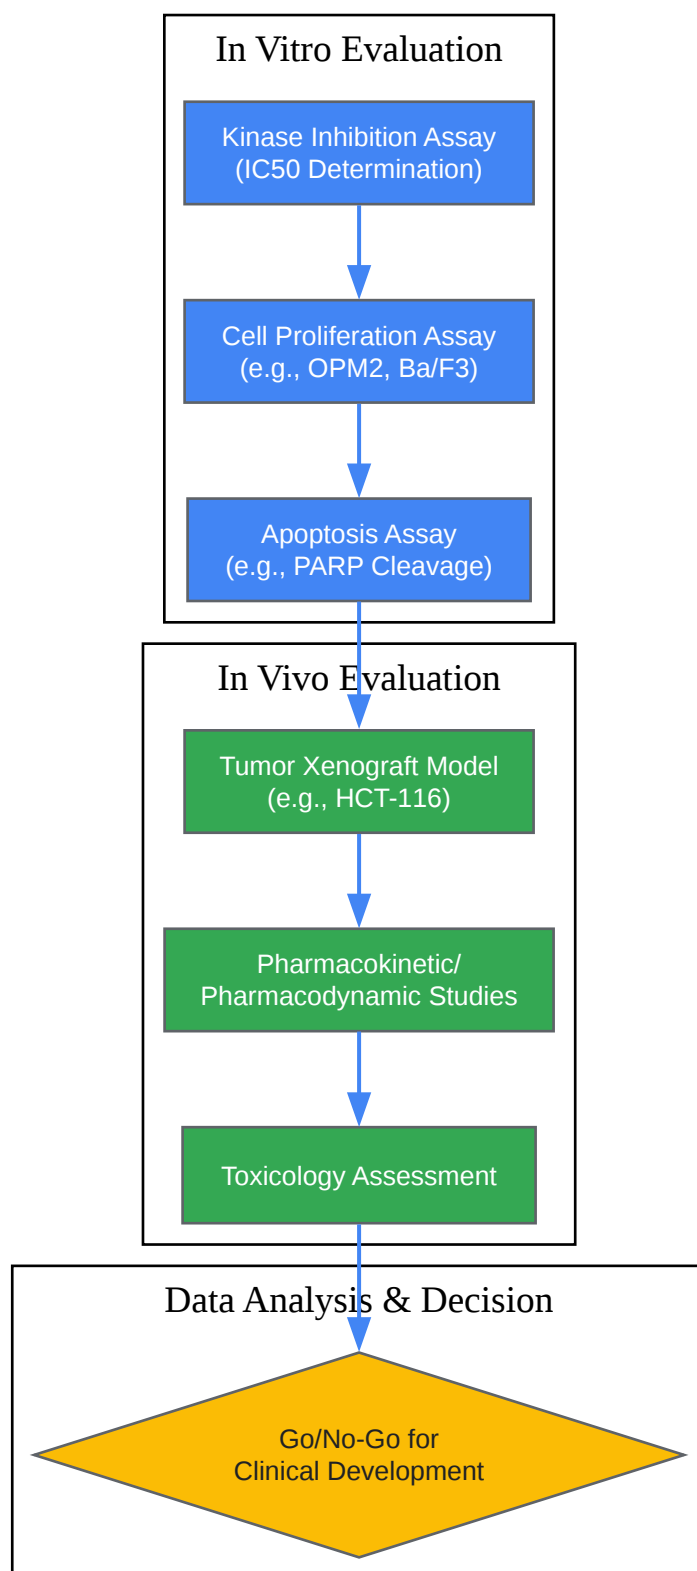 In Vitro Evaluation
Kinase Inhibition Assay
(IC50 Determination)
Cell Proliferation Assay
(e.g., OPM2, Ba/F3)
Apoptosis Assay
(e.g., PARP Cleavage)
In Vivo Evaluation
Tumor Xenograft Model
(e.g., HCT-116)
Pharmacokinetic/
Pharmacodynamic Studies
Toxicology Assessment
Data Analysis & Decision
Go/No-Go for
Clinical Development